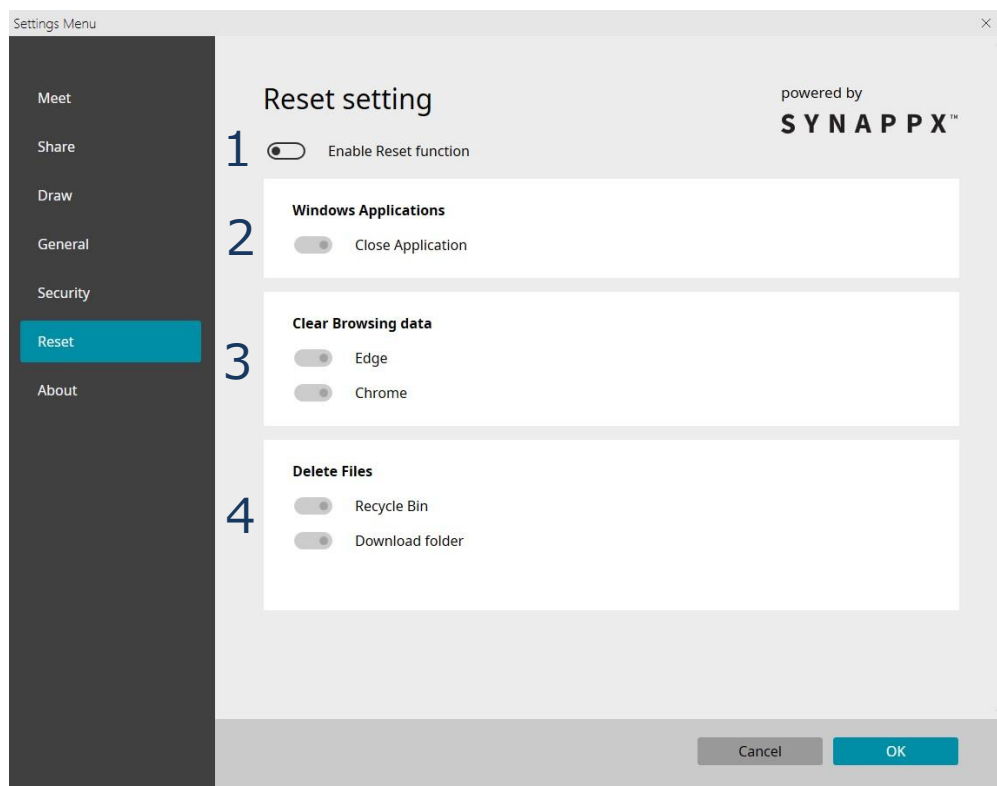 Settings Menu
Meet
Share
Draw
General
Security
Reset
About
Reset setting
powered by
SYNAPPX™
1
Enable Reset function
2
Windows Applications
Close Application
3
Clear Browsing data
Edge
Chrome
4
Delete Files
Recycle Bin
Download folder
Cancel
OK